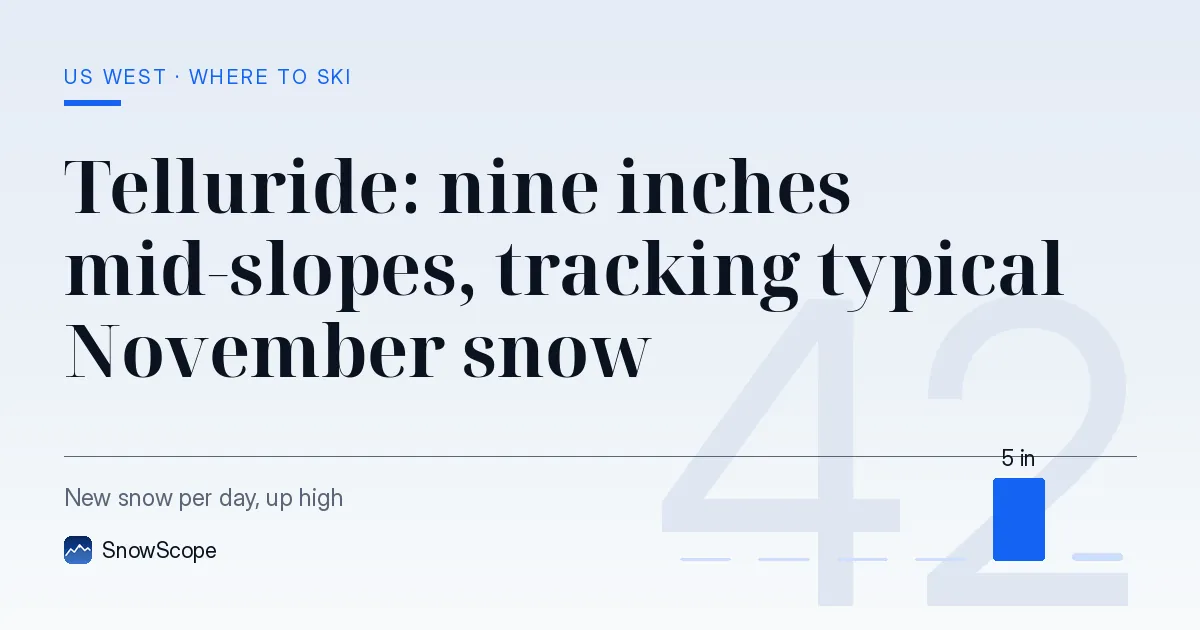 US WEST · WHERE TO SKI
Telluride: nine inches
mid-slopes, tracking typical
November snow
42
5 in
New snow per day, up high
SnowScope